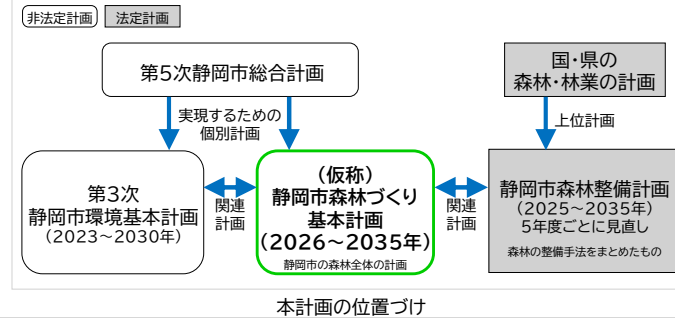 非法定計画
法定計画
第5次静岡市総合計画
国・県の
森林・林業の計画
実現するための
個別計画
上位計画
第3次
静岡市環境基本計画
(2023～2030年)
関連
計画
(仮称)
静岡市森林づくり
基本計画
(2026～2035年)
静岡市の森林全体の計画
関連
計画
静岡市森林整備計画
(2025～2035年)
5年度ごとに見直し
森林の整備手法をまとめたもの
本計画の位置づけ